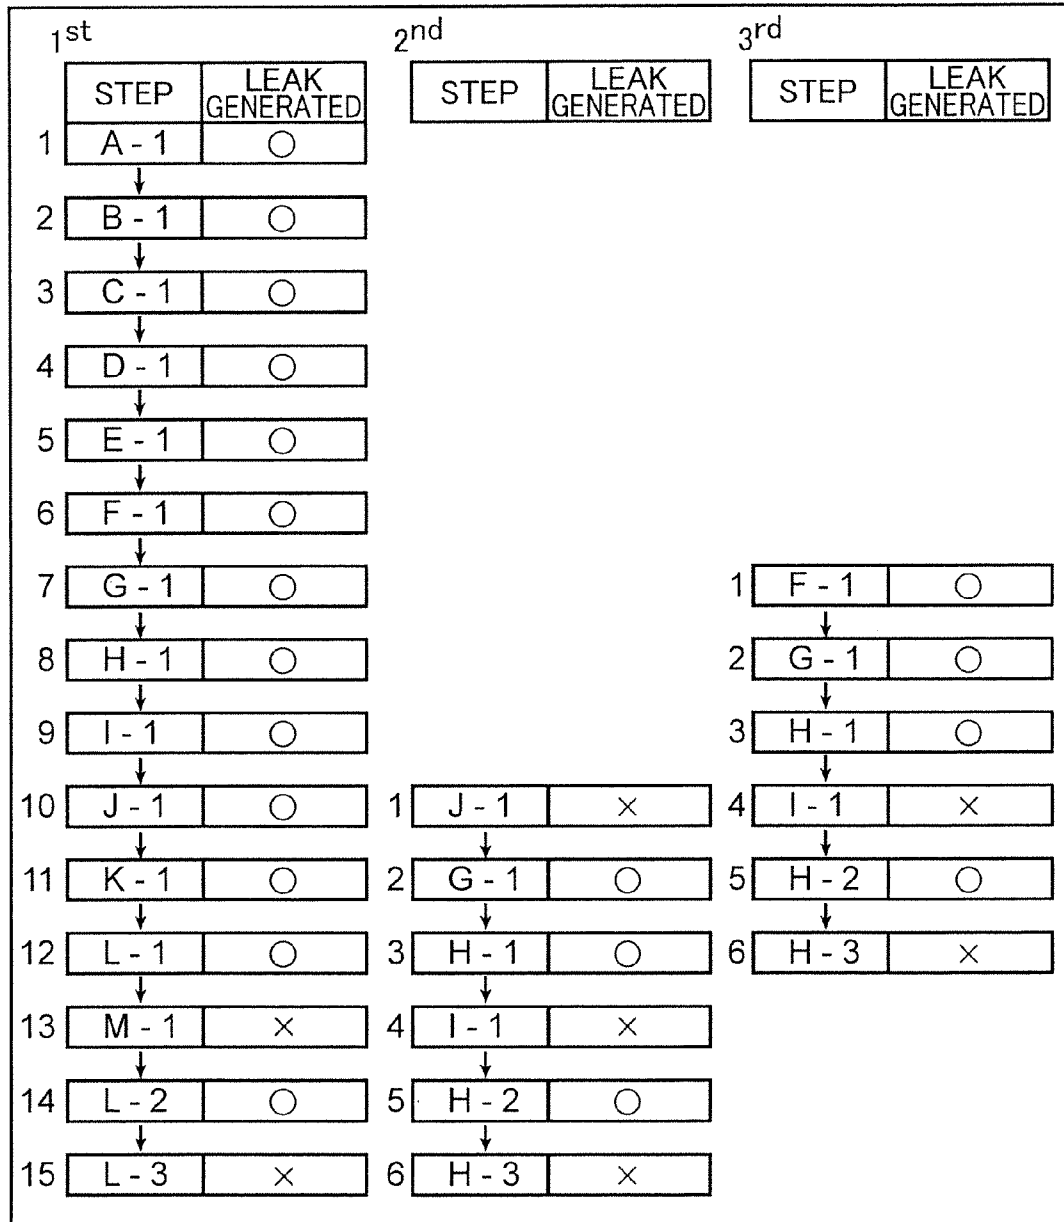 1st
STEP LEAK GENERATED
1 A - 1 ○
2 B - 1 ○
3 C - 1 ○
4 D - 1 ○
5 E - 1 ○
6 F - 1 ○
7 G - 1 ○
8 H - 1 ○
9 I - 1 ○
10 J - 1 ○
11 K - 1 ○
12 L - 1 ○
13 M - 1 ×
14 L - 2 ○
15 L - 3 ×
2nd
STEP LEAK GENERATED
1 J - 1 ×
2 G - 1 ○
3 H - 1 ○
4 I - 1 ×
5 H - 2 ○
6 H - 3 ×
3rd
STEP LEAK GENERATED
1 F - 1 ○
2 G - 1 ○
3 H - 1 ○
4 I - 1 ×
5 H - 2 ○
6 H - 3 ×